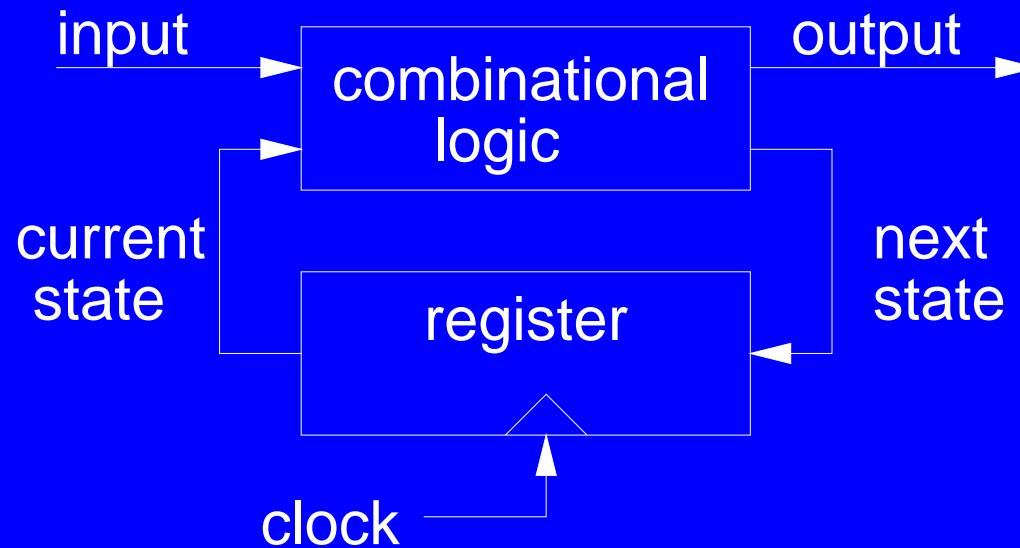 input
output
combinational
logic
current
state
next
state
register
clock